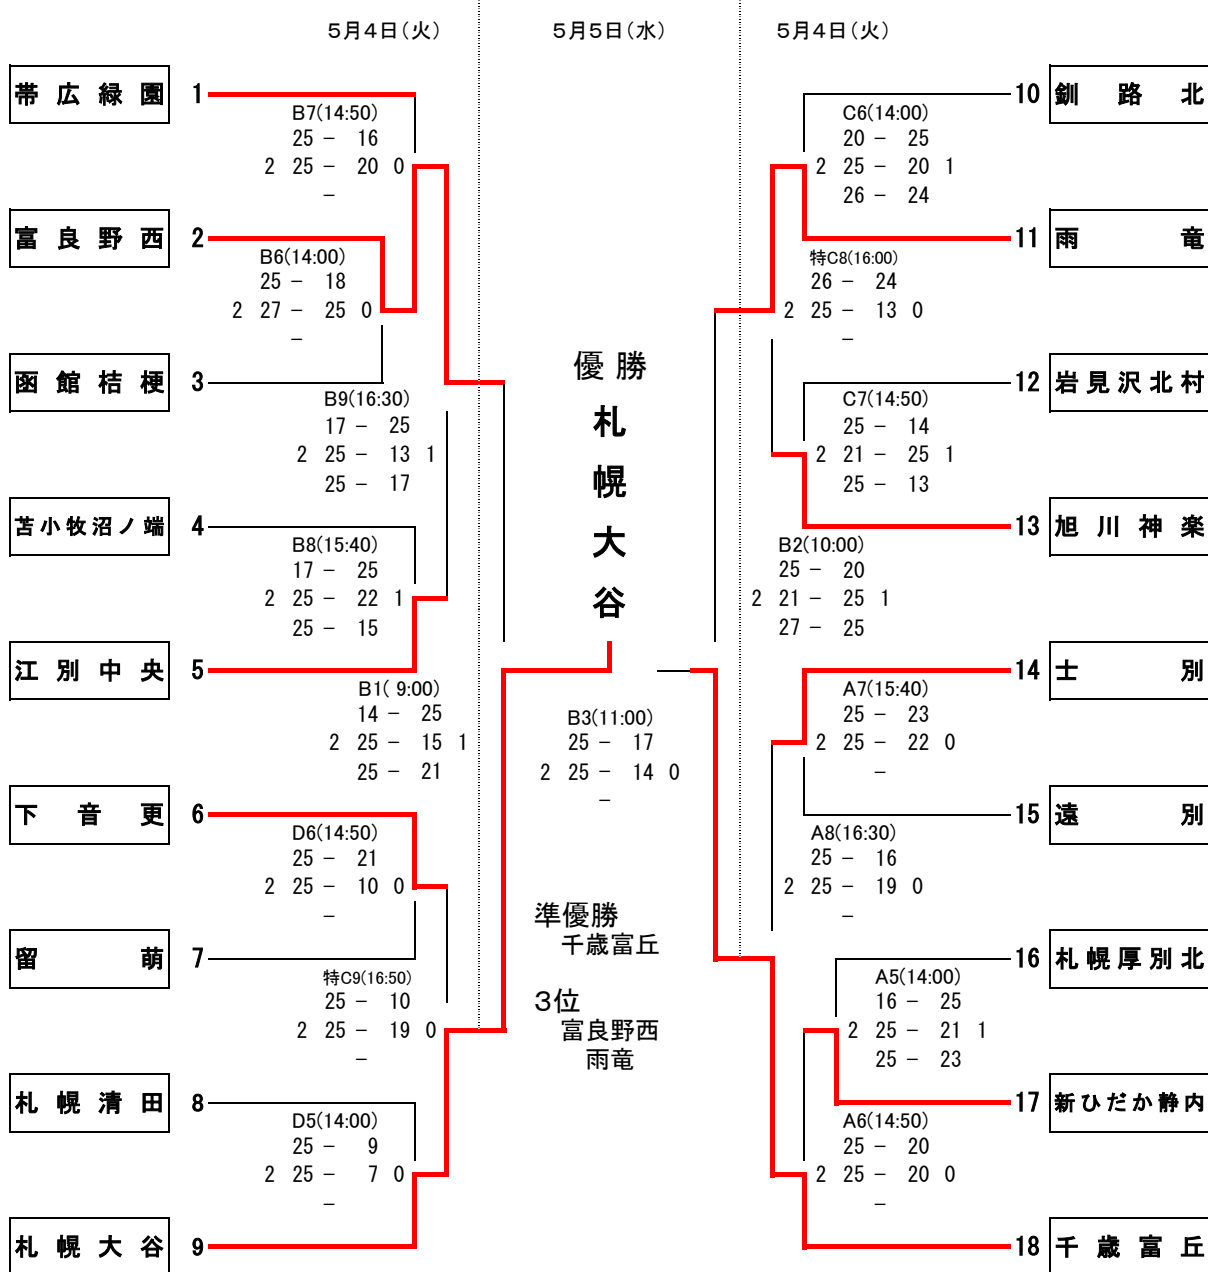 5月4日(火)
5月5日(水)
5月4日(火)
帯広緑園 1
B7(14:50)
25 － 16
2 25 － 20 0
－
富良野西 2
B6(14:00)
25 － 18
2 27 － 25 0
－
函館桔梗 3
B9(16:30)
17 － 25
2 25 － 13 1
25 － 17
苫小牧沼ノ端 4
B8(15:40)
17 － 25
2 25 － 22 1
25 － 15
江別中央 5
B1( 9:00)
14 － 25
2 25 － 15 1
25 － 21
下音更 6
D6(14:50)
25 － 21
2 25 － 10 0
－
留萌 7
特C9(16:50)
25 － 10
2 25 － 19 0
－
札幌清田 8
D5(14:00)
25 － 9
2 25 － 7 0
－
札幌大谷 9
優勝
札幌大谷
B3(11:00)
25 － 17
2 25 － 14 0
－
準優勝
千歳富丘
3位
富良野西
雨竜
10 釧路北
C6(14:00)
20 － 25
2 25 － 20 1
26 － 24
11 雨竜
特C8(16:00)
26 － 24
2 25 － 13 0
－
12 岩見沢北村
C7(14:50)
25 － 14
2 21 － 25 1
25 － 13
13 旭川神楽
B2(10:00)
25 － 20
2 21 － 25 1
27 － 25
14 士別
A7(15:40)
25 － 23
2 25 － 22 0
－
15 遠別
A8(16:30)
25 － 16
2 25 － 19 0
－
16 札幌厚別北
A5(14:00)
16 － 25
2 25 － 21 1
25 － 23
17 新ひだか静内
A6(14:50)
25 － 20
2 25 － 20 0
－
18 千歳富丘